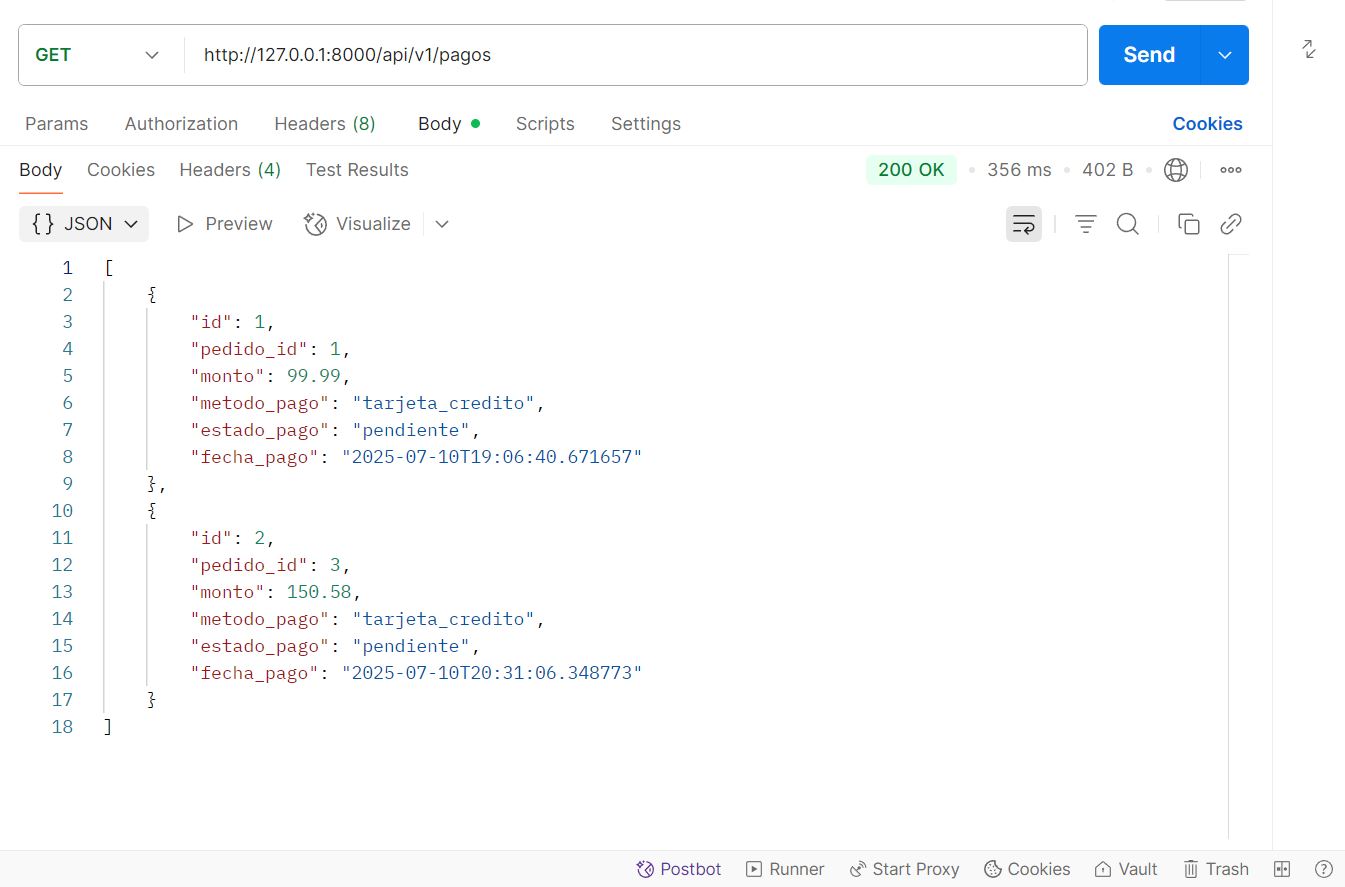 GET http://127.0.0.1:8000/api/v1/pagos Send
Params Authorization Headers (8) Body Scripts Settings Cookies
Body Cookies Headers (4) Test Results 200 OK 356 ms 402 B
{} JSON Preview Visualize
1 [
2 {
3 "id": 1,
4 "pedido_id": 1,
5 "monto": 99.99,
6 "metodo_pago": "tarjeta_credito",
7 "estado_pago": "pendiente",
8 "fecha_pago": "2025-07-10T19:06:40.671657"
9 },
10 {
11 "id": 2,
12 "pedido_id": 3,
13 "monto": 150.58,
14 "metodo_pago": "tarjeta_credito",
15 "estado_pago": "pendiente",
16 "fecha_pago": "2025-07-10T20:31:06.348773"
17 }
18 ]
Postbot Runner Start Proxy Cookies Vault Trash